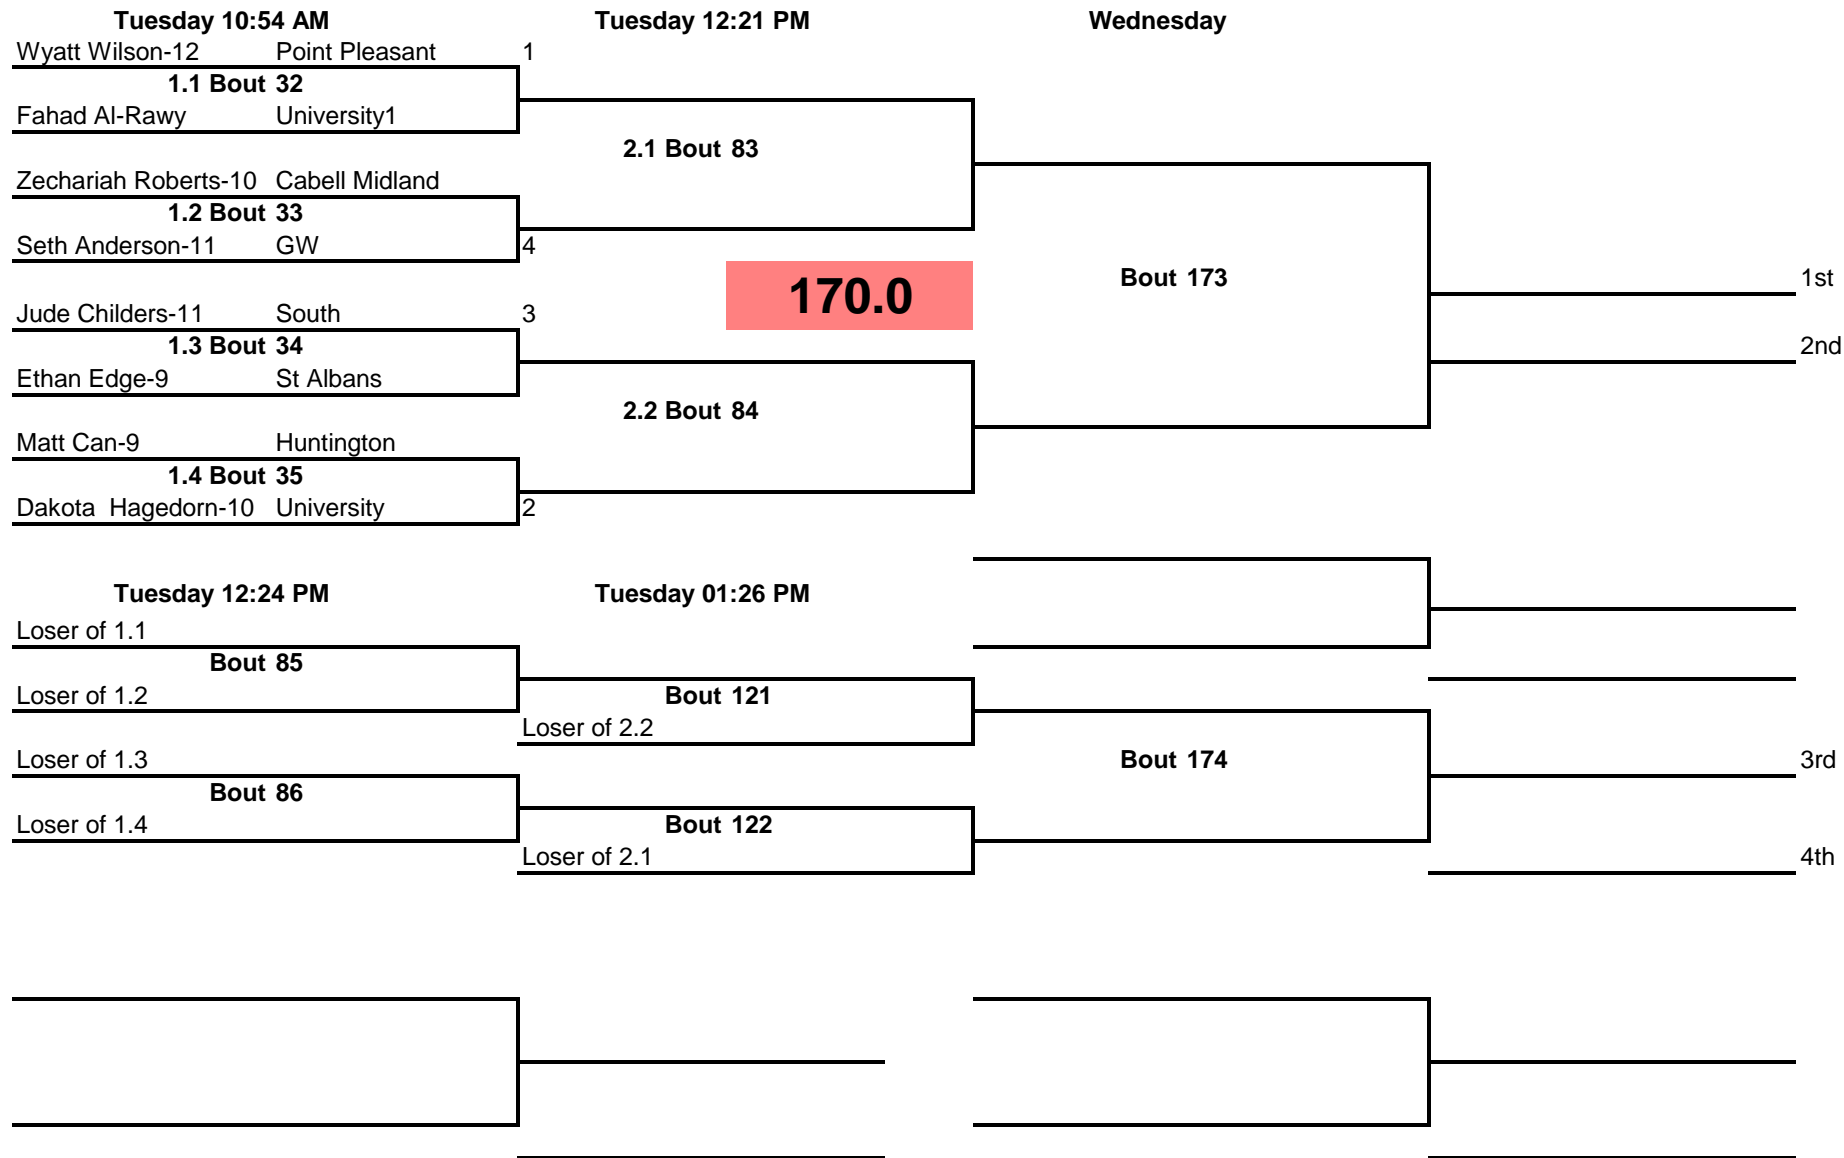 Tuesday 10:54 AM Tuesday 12:21 PM Wednesday
Wyatt Wilson-12 Point Pleasant 1
1.1 Bout 32
Fahad Al-Rawy University1
2.1 Bout 83
Zechariah Roberts-10 Cabell Midland
1.2 Bout 33
Seth Anderson-11 GW 4
170.0 Bout 173 1st
Jude Childers-11 South 3
1.3 Bout 34 2nd
Ethan Edge-9 St Albans
2.2 Bout 84
Matt Can-9 Huntington
1.4 Bout 35
Dakota  Hagedorn-10 University 2
Tuesday 12:24 PM Tuesday 01:26 PM
Loser of 1.1
Bout 85
Loser of 1.2 Bout 121
Loser of 2.2
Loser of 1.3 Bout 174 3rd
Bout 86
Loser of 1.4 Bout 122
Loser of 2.1 4th